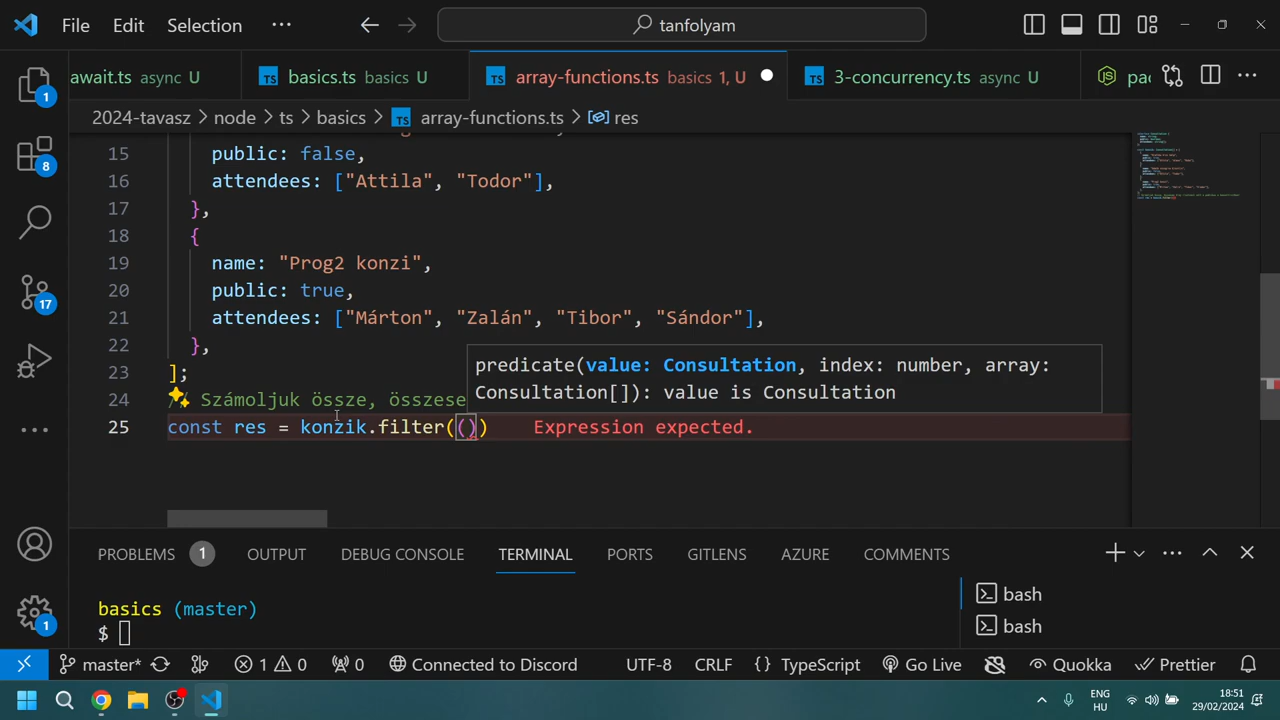 File Edit Selection ··· tanfolyam
await.ts async U basics.ts basics U array-functions.ts basics 1, U 3-concurrency.ts async U pac
2024-tavasz > node > ts > basics > TS array-functions.ts > res
15 public: false,
16 attendees: ["Attila", "Todor"],
17 },
18 {
19 name: "Prog2 konzi",
20 public: true,
21 attendees: ["Márton", "Zalán", "Tibor", "Sándor"],
22 },
23 ];
predicate(value: Consultation, index: number, array:
Consultation[]): value is Consultation
24 // Számoljuk össze, összese
25 const res = konzik.filter(()) Expression expected.
PROBLEMS 1 OUTPUT DEBUG CONSOLE TERMINAL PORTS GITLENS AZURE COMMENTS
basics (master)
$
bash
bash
1
8
17
1
master* 1 0 0 Connected to Discord UTF-8 CRLF {} TypeScript Go Live Quokka Prettier
ENG
HU
18:51
29/02/2024